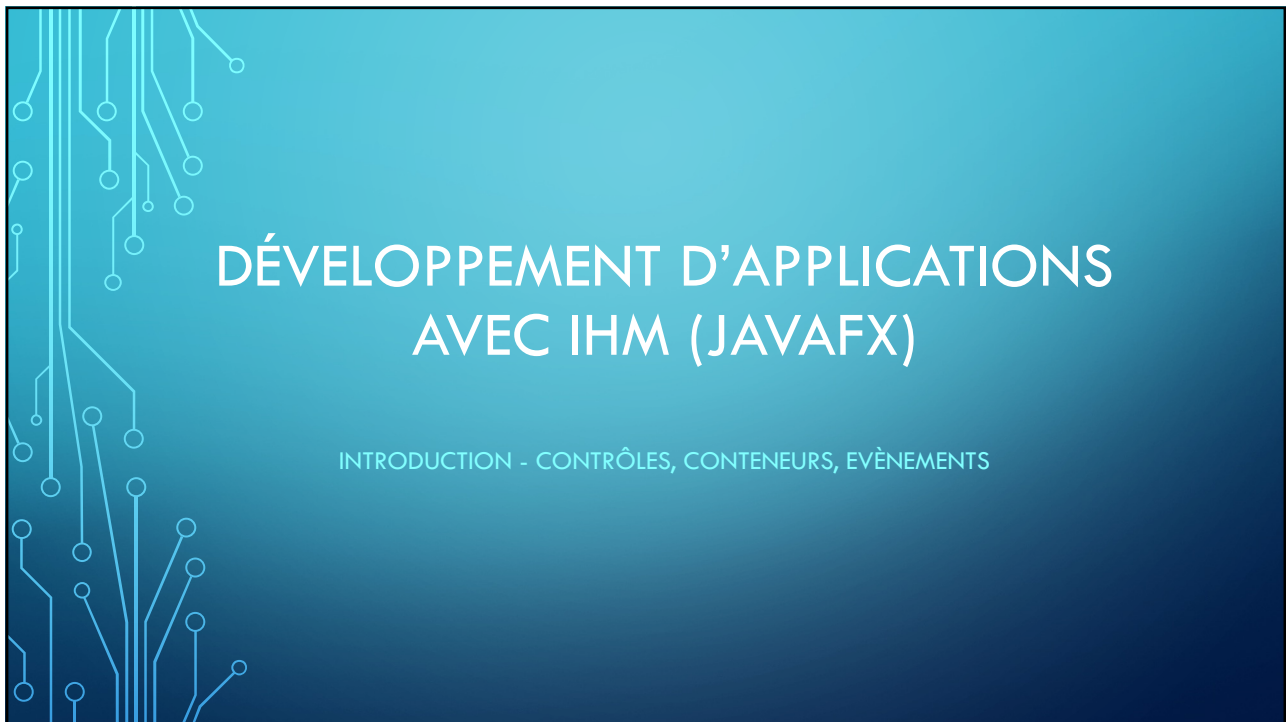 DÉVELOPPEMENT D’APPLICATIONS
AVEC IHM (JAVAFX)
INTRODUCTION - CONTRÔLES, CONTENEURS, EVÈNEMENTS